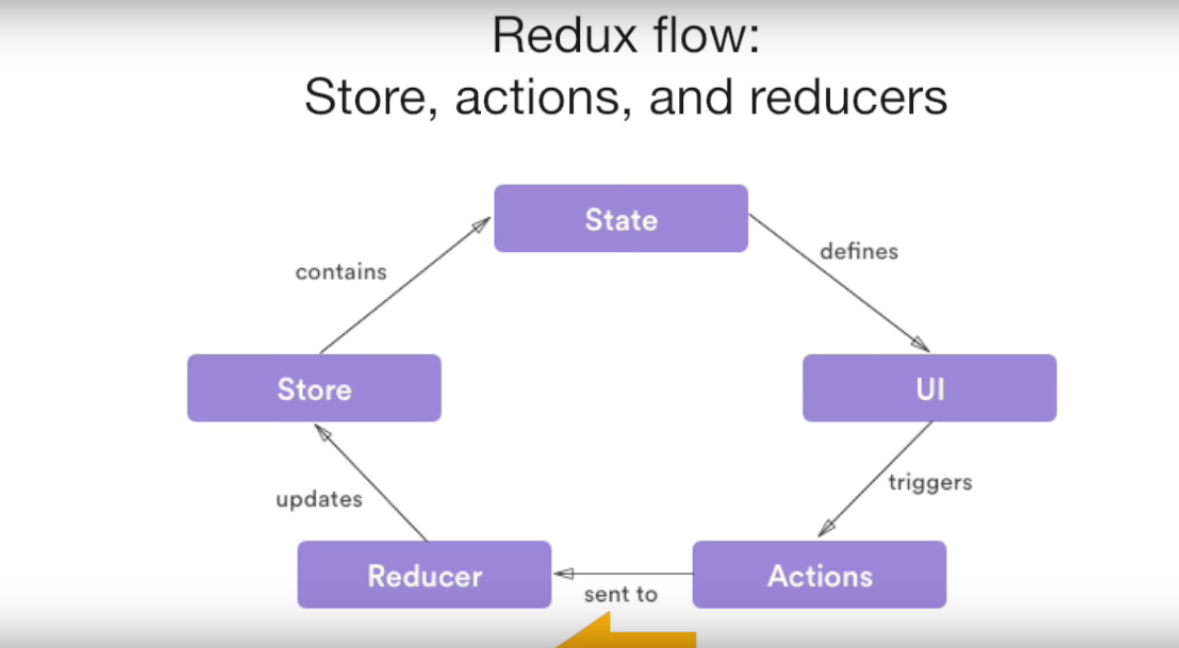 Redux flow:
Store, actions, and reducers
State
defines
contains
Store
UI
triggers
updates
Reducer
sent to
Actions